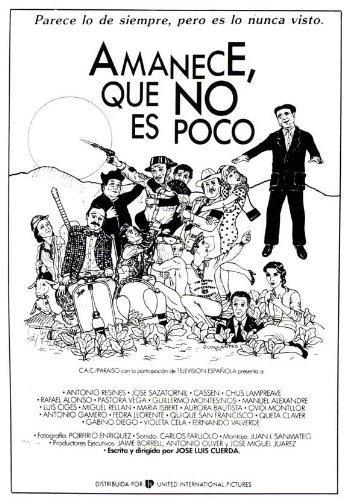 Parece lo de siempre, pero es lo nunca visto.
AMANECE,
QUE NO
ES POCO
C.A.C./PARAISO con la participación de TELEVISION ESPAÑOLA presenta a
• ANTONIO RESINES • JOSE SAZATORNIL • CASSEN • CHUS LAMPREAVE •
• RAFAEL ALONSO • PASTORA VEGA • GUILLERMO MONTESINOS • MANUEL ALEXANDRE •
• LUIS CIGES • MIGUEL RELLAN • MARIA ISBERT • AURORA BAUTISTA • OVIDI MONTLLOR •
ANTONIO GAMERO • FEDRA LLORENTE • QUIQUE SAN FRANCISCO • QUETA CLAVER •
• GABINO DIEGO • VIOLETA CELA • FERNANDO VALVERDE.
Fotografía: PORFIRIO ENRIQUEZ • Sonido: CARLOS FARUOLO • Montaje: JUAN I. SANMATEO
• Productores Ejecutivos: JAIME BORRELL, ANTONIO OLIVER y JOSE MIGUEL JUAREZ
• Escrita y dirigida por JOSE LUIS CUERDA.
DISTRIBUIDA POR UNITED INTERNATIONAL PICTURES